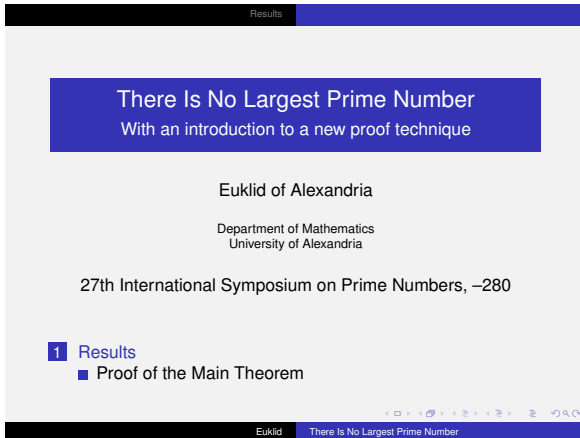 Results
There Is No Largest Prime Number
With an introduction to a new proof technique
Euklid of Alexandria
Department of Mathematics
University of Alexandria
27th International Symposium on Prime Numbers, –280
1 Results
Proof of the Main Theorem
Euklid There Is No Largest Prime Number